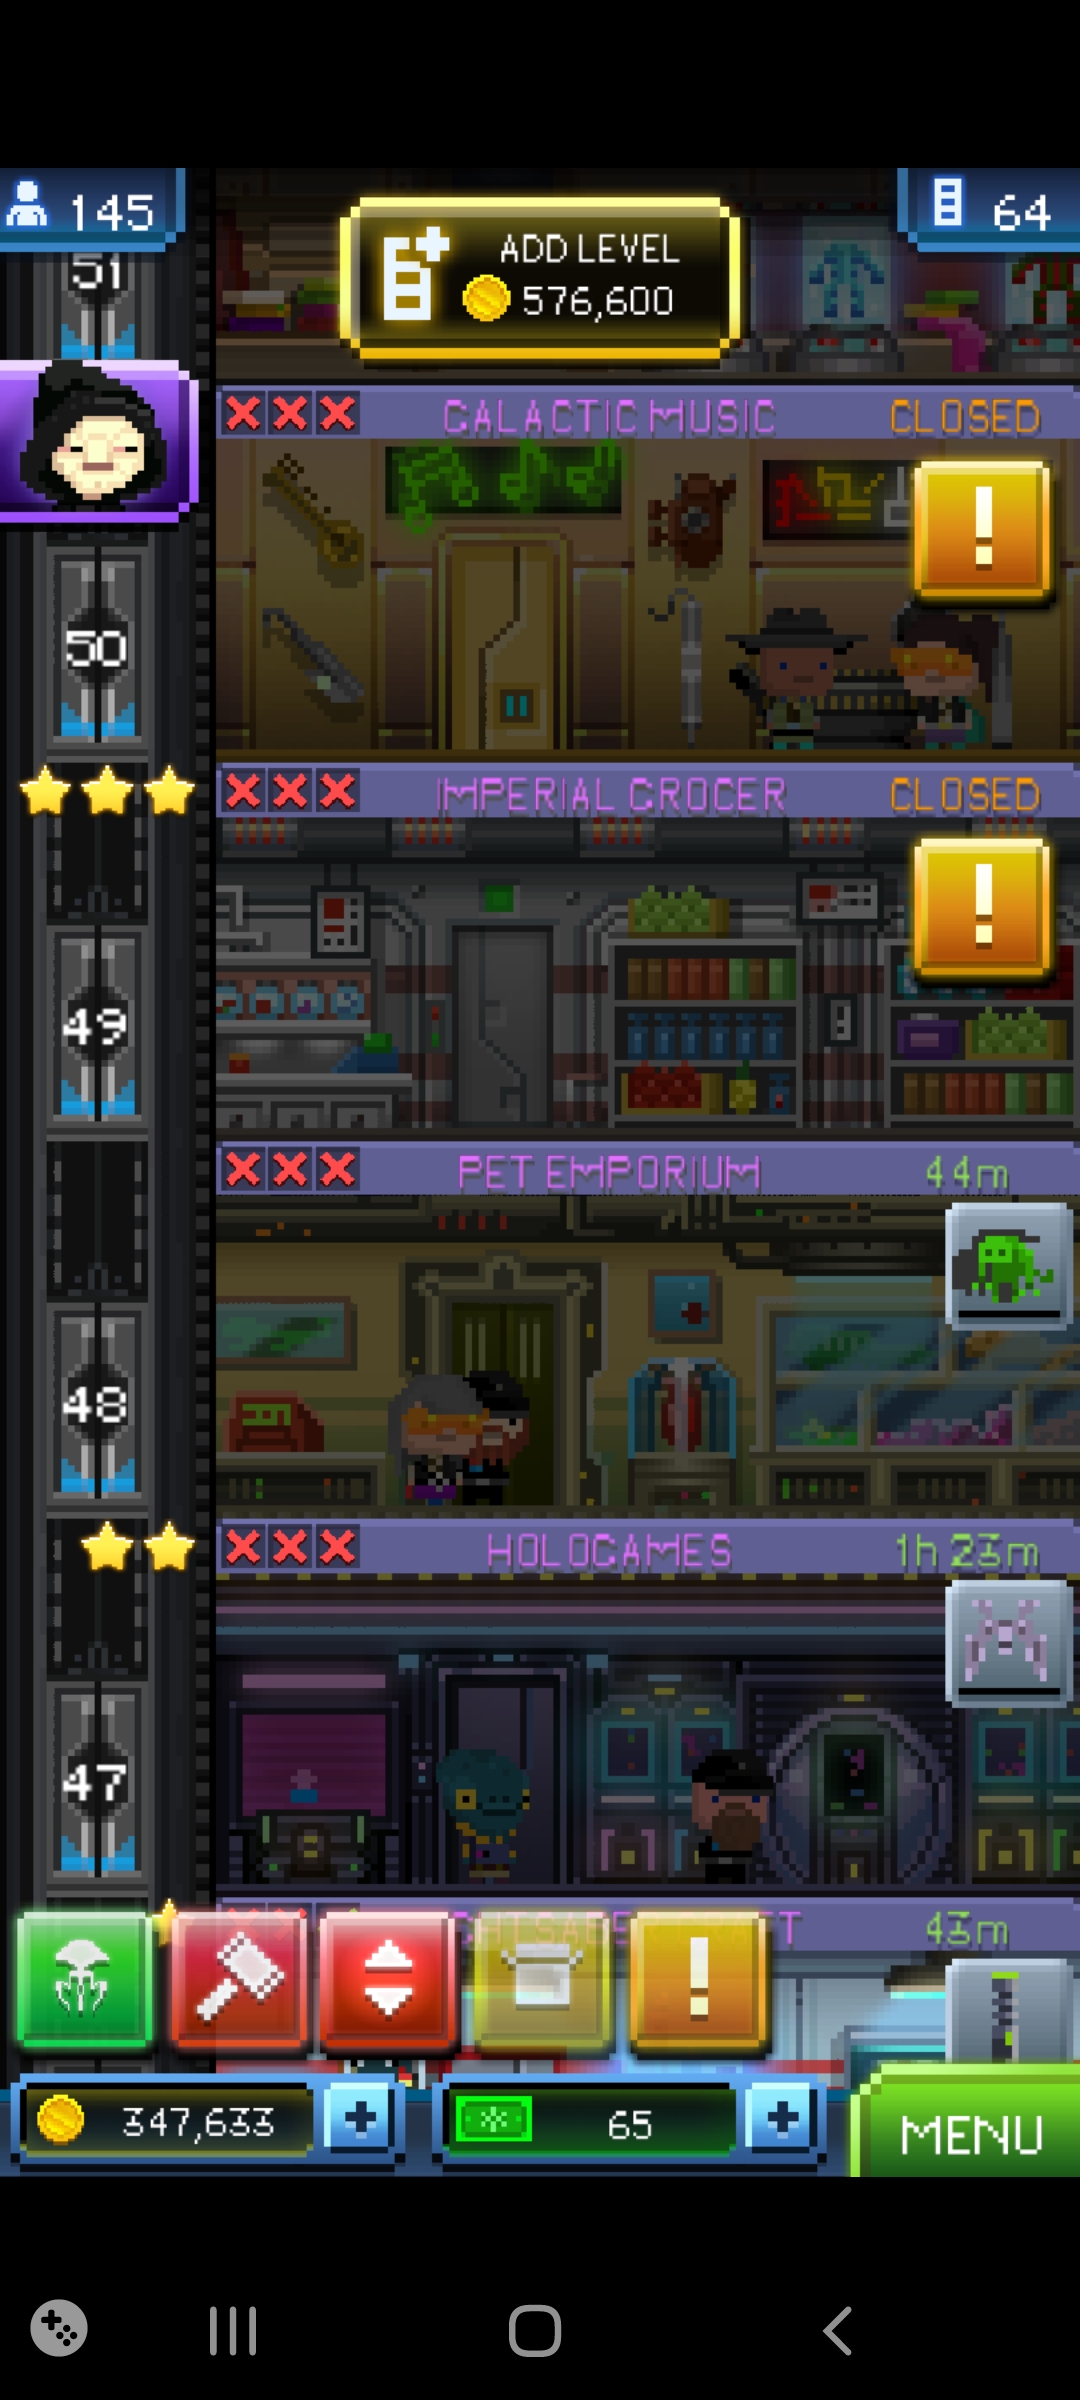 145
64
ADD LEVEL
576,600
51
GALACTIC MUSIC
CLOSED
50
IMPERIAL GROCER
CLOSED
49
PET EMPORIUM
44m
48
HOLOGAMES
1h 23m
47
43m
347,633
65
MENU